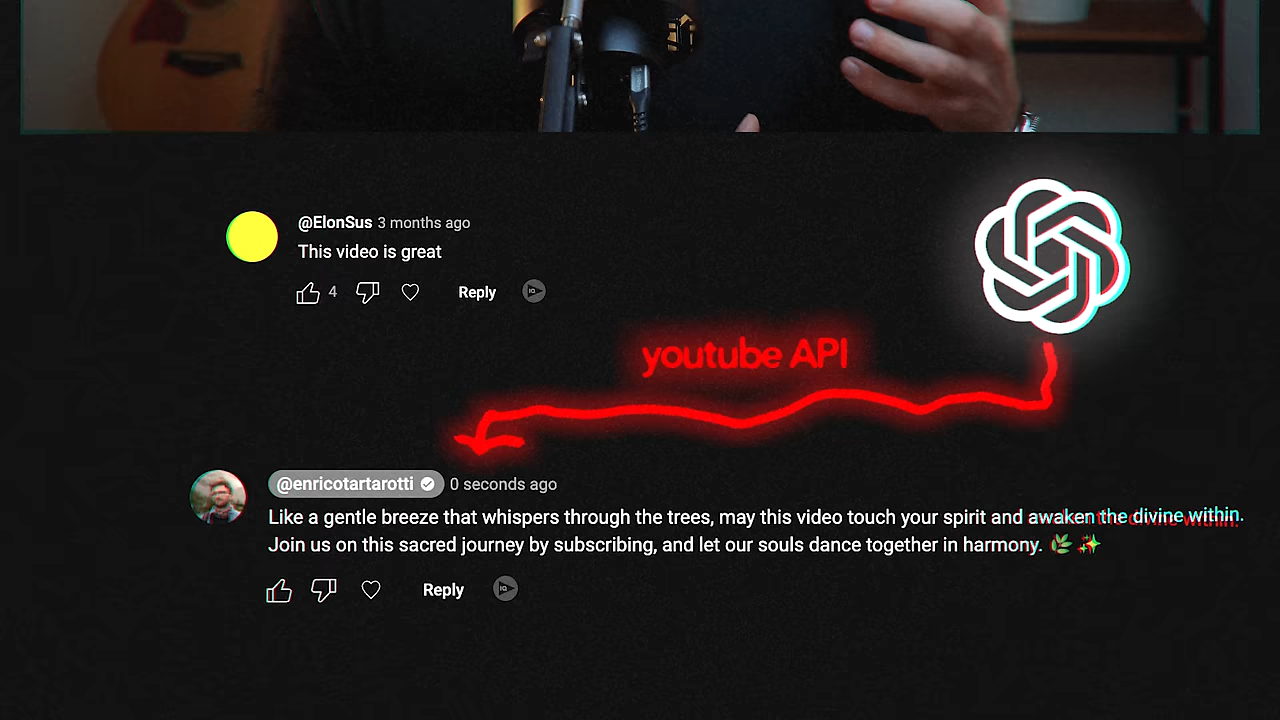 @ElonSus 3 months ago
This video is great
4 Reply
youtube API
@enricotartarotti 0 seconds ago
Like a gentle breeze that whispers through the trees, may this video touch your spirit and awaken the divine within.
Join us on this sacred journey by subscribing, and let our souls dance together in harmony. 🌿 ✨
Reply